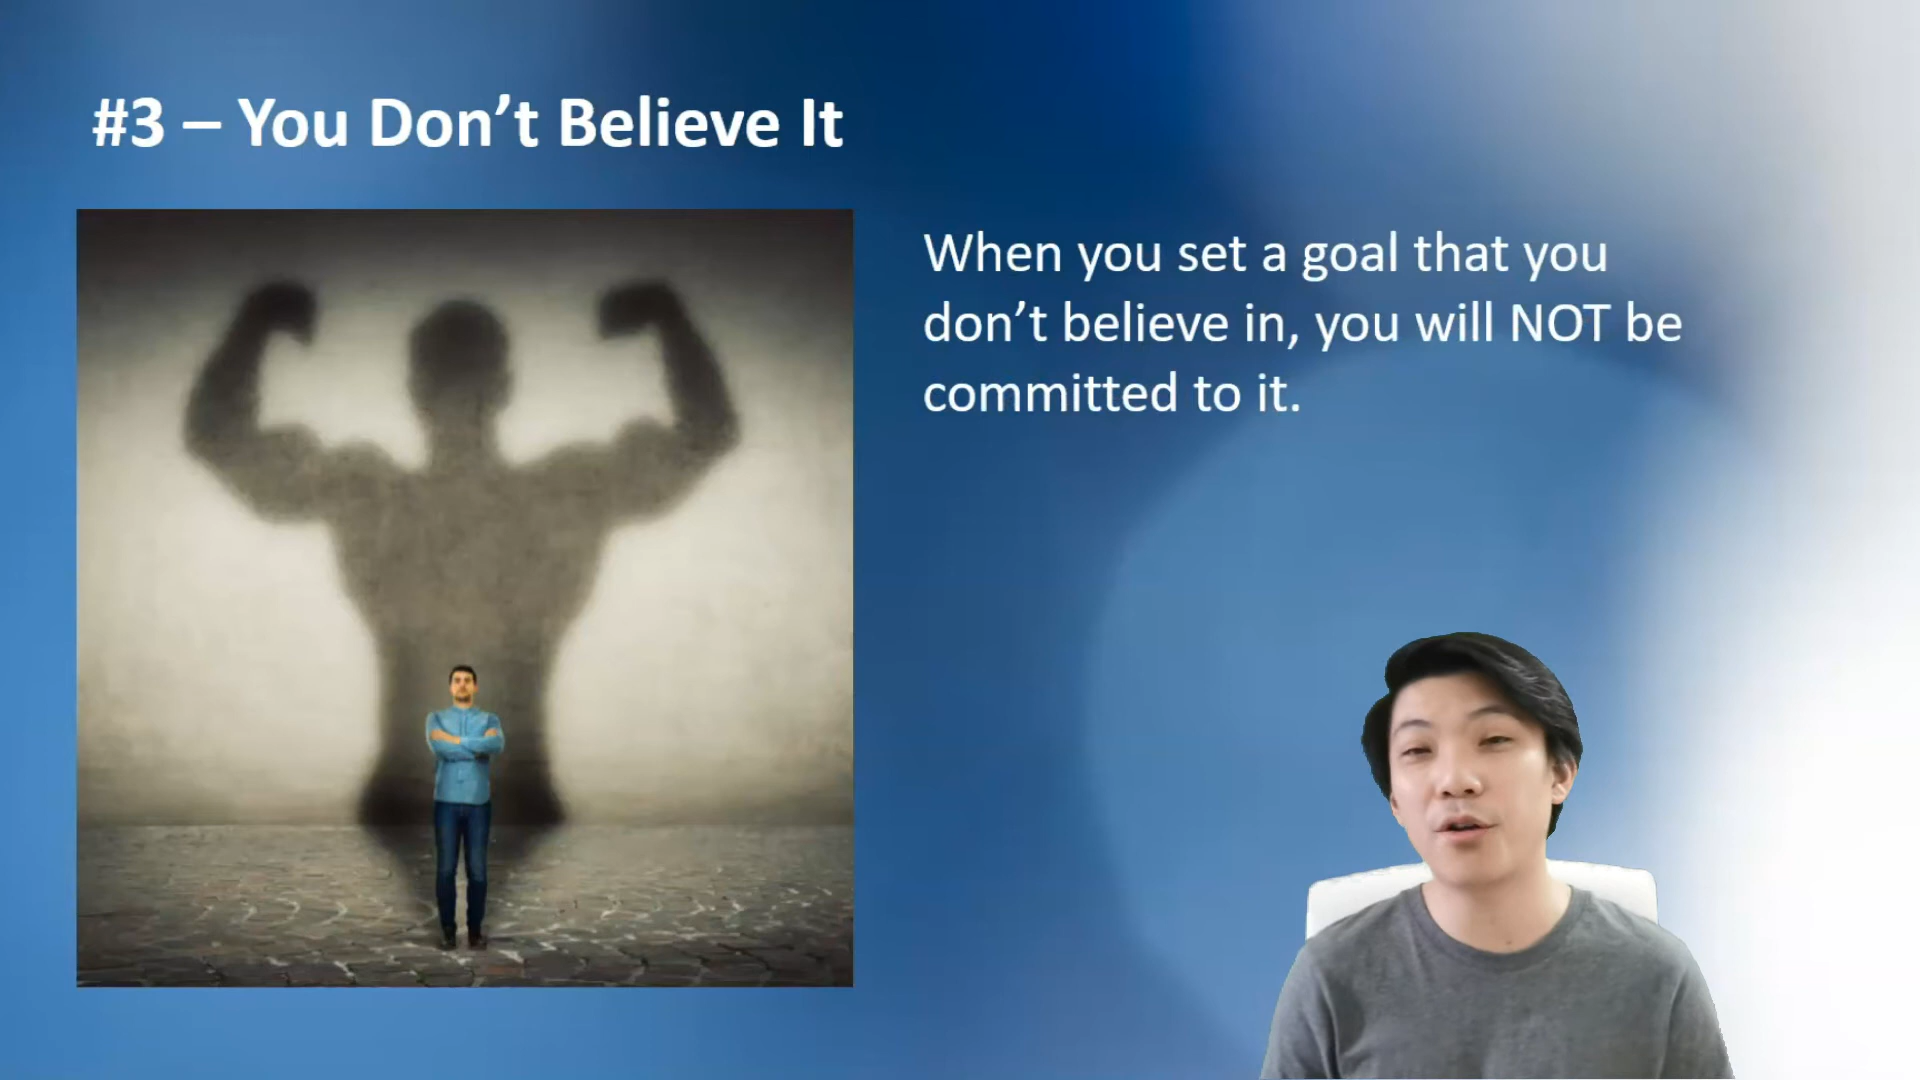 #3 – You Don’t Believe It
When you set a goal that you
don’t believe in, you will NOT be
committed to it.